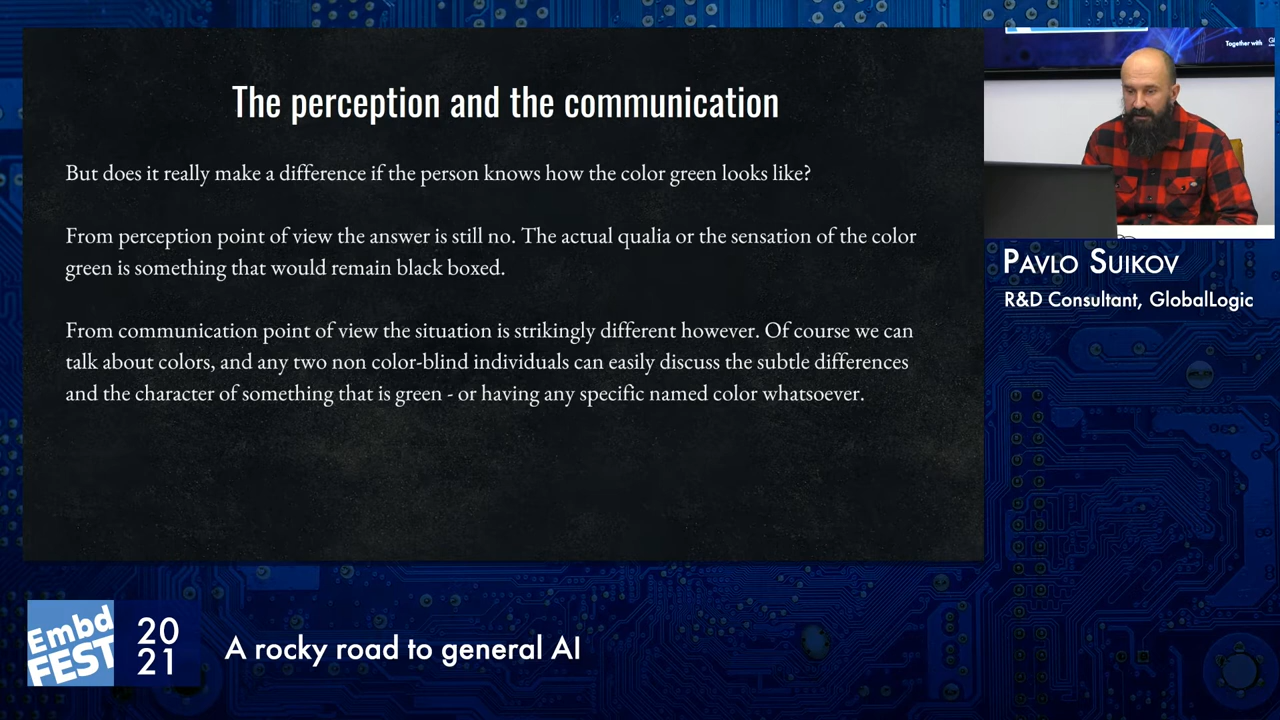 The perception and the communication
But does it really make a difference if the person knows how the color green looks like?
From perception point of view the answer is still no. The actual qualia or the sensation of the color
green is something that would remain black boxed.
From communication point of view the situation is strikingly different however. Of course we can
talk about colors, and any two non color-blind individuals can easily discuss the subtle differences
and the character of something that is green - or having any specific named color whatsoever.
Together with
PAVLO SUIKOV
R&D Consultant, GlobalLogic
Embd
FEST
20
21
A rocky road to general AI